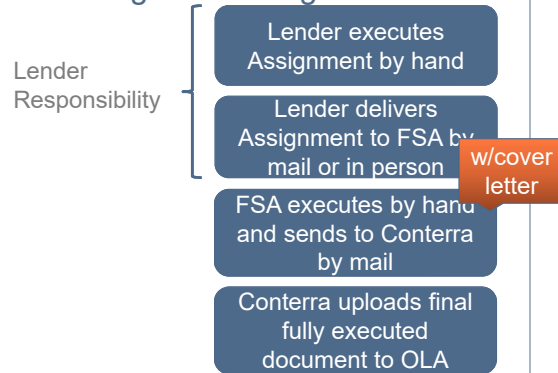 Lender
Responsibility
Lender executes
Assignment by hand
Lender delivers
Assignment to FSA by
mail or in person
w/cover
letter
FSA executes by hand
and sends to Conterra
by mail
Conterra uploads final
fully executed
document to OLA